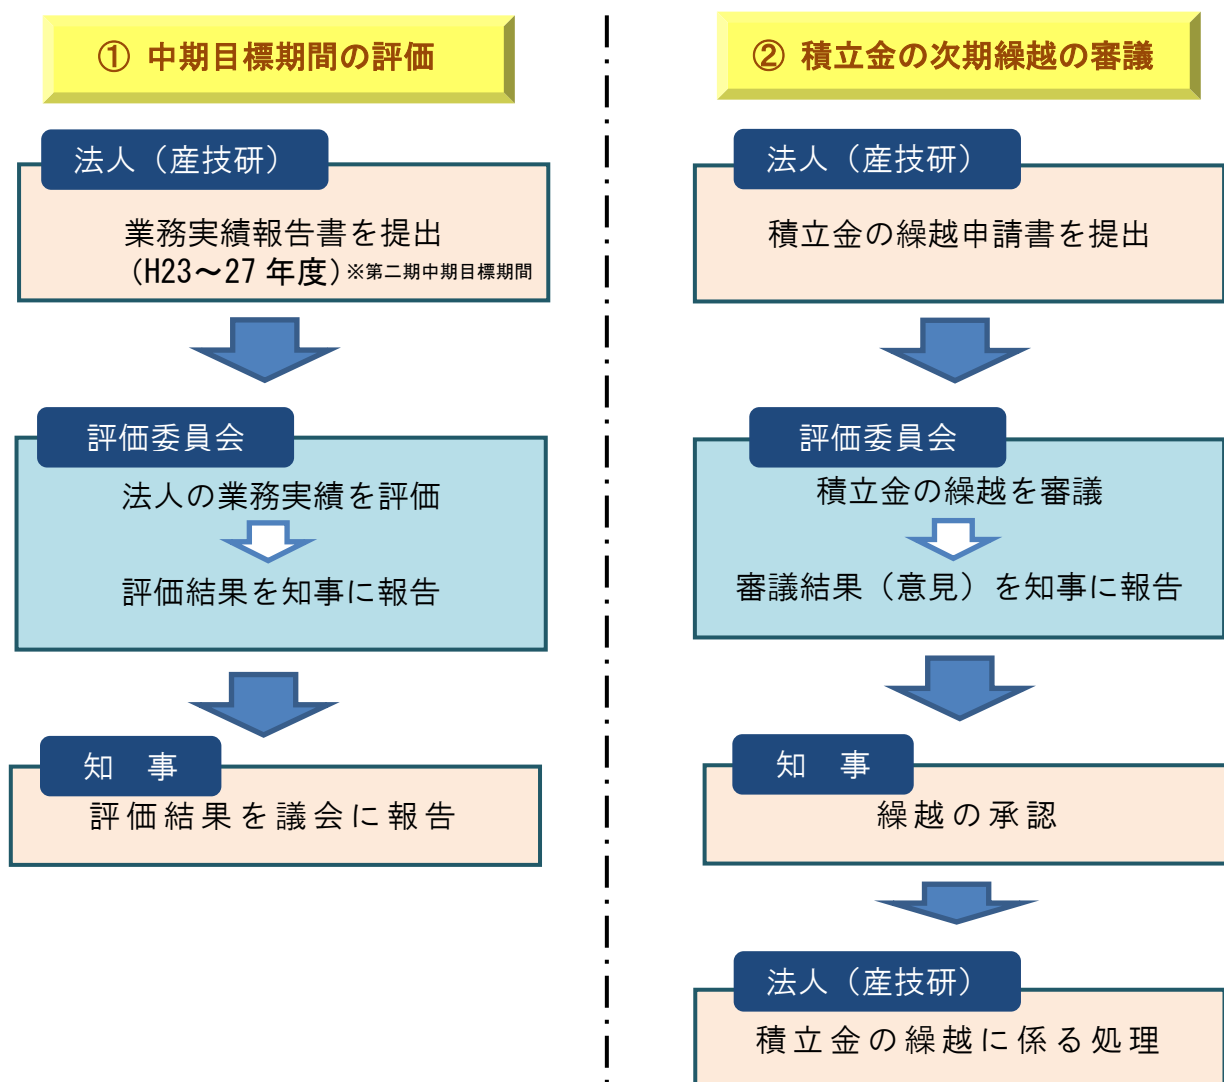 ① 中期目標期間の評価
法人（産技研）
業務実績報告書を提出
（H23～27 年度）※第二期中期目標期間
評価委員会
法人の業務実績を評価
評価結果を知事に報告
知　事
評価結果を議会に報告
② 積立金の次期繰越の審議
法人（産技研）
積立金の繰越申請書を提出
評価委員会
積立金の繰越を審議
審議結果（意見）を知事に報告
知　事
繰越の承認
法人（産技研）
積立金の繰越に係る処理